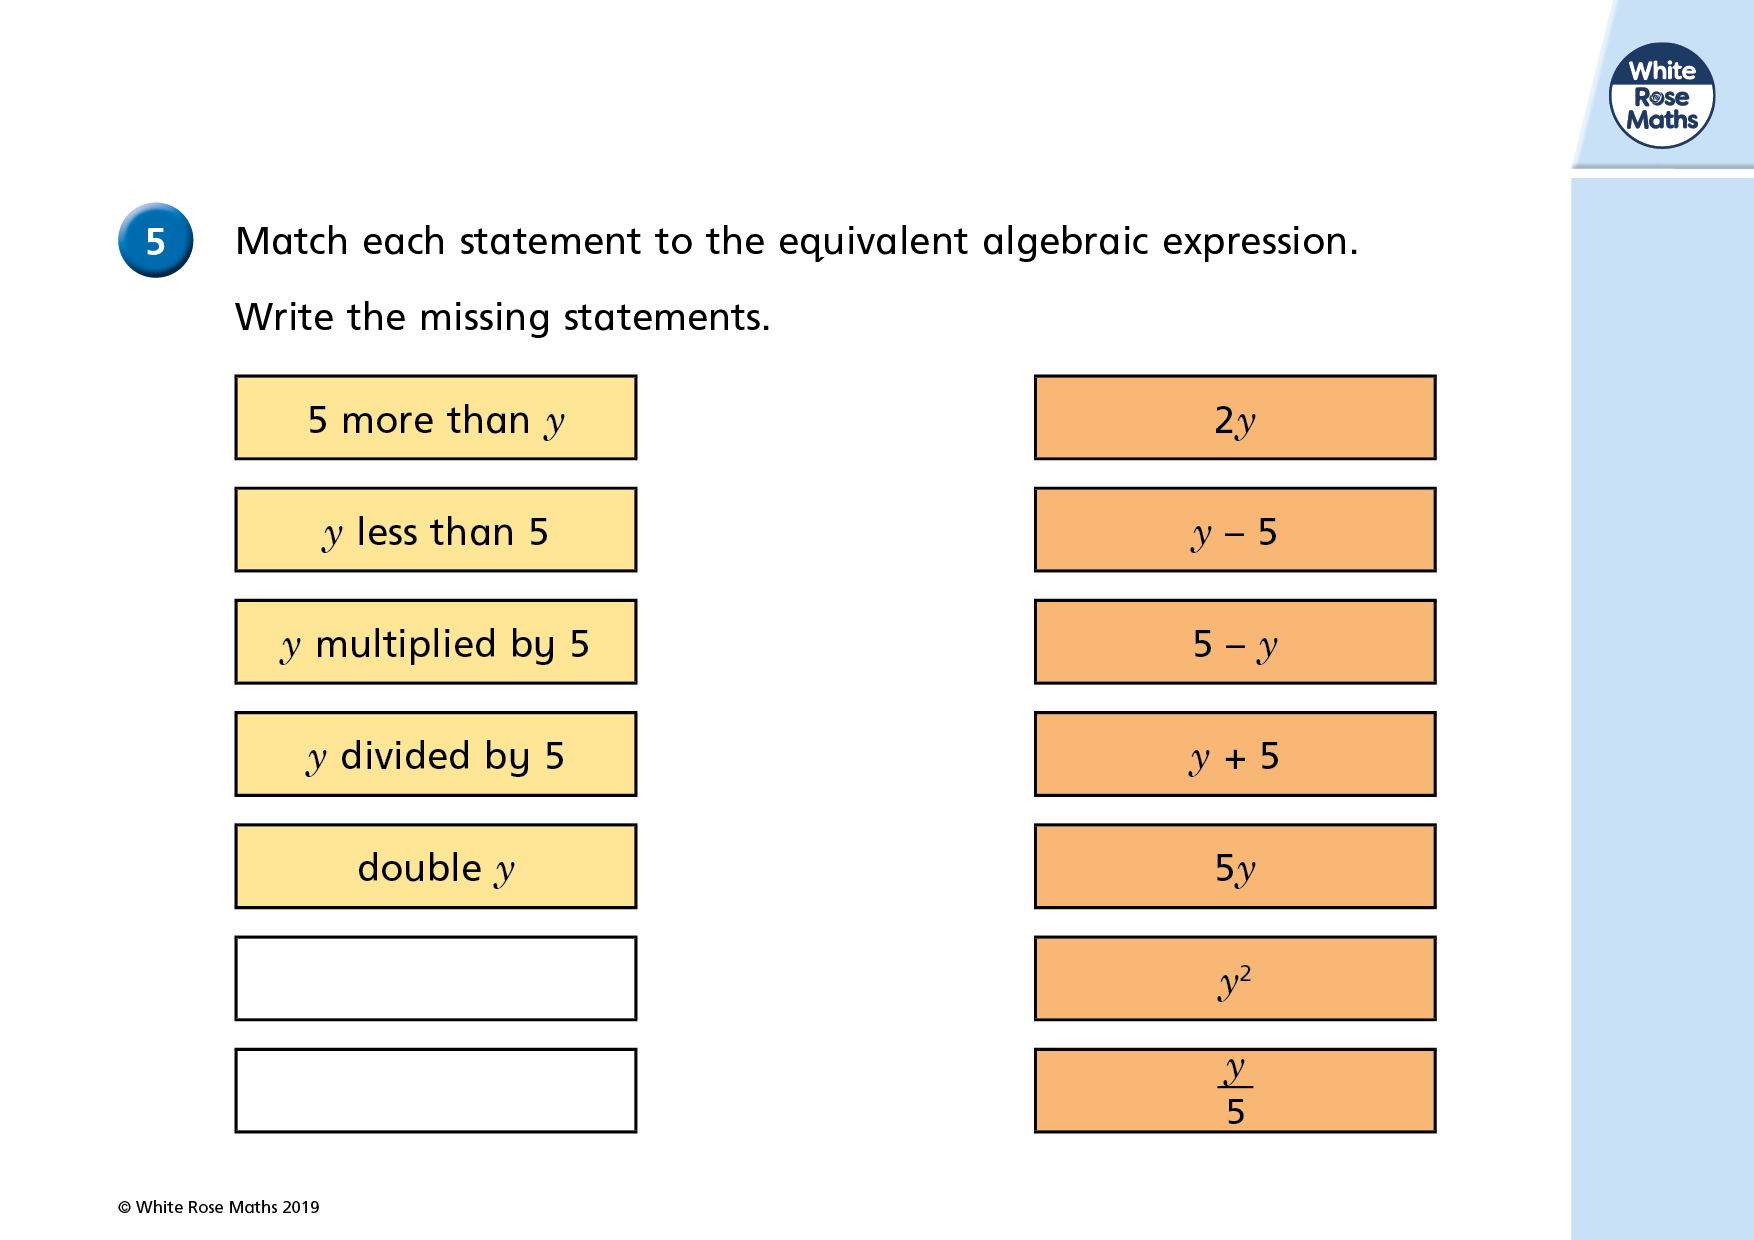 White
Rose
Maths
5 Match each statement to the equivalent algebraic expression.
Write the missing statements.
5 more than y
2y
y less than 5
y – 5
y multiplied by 5
5 – y
y divided by 5
y + 5
double y
5y
y²
y
5
© White Rose Maths 2019